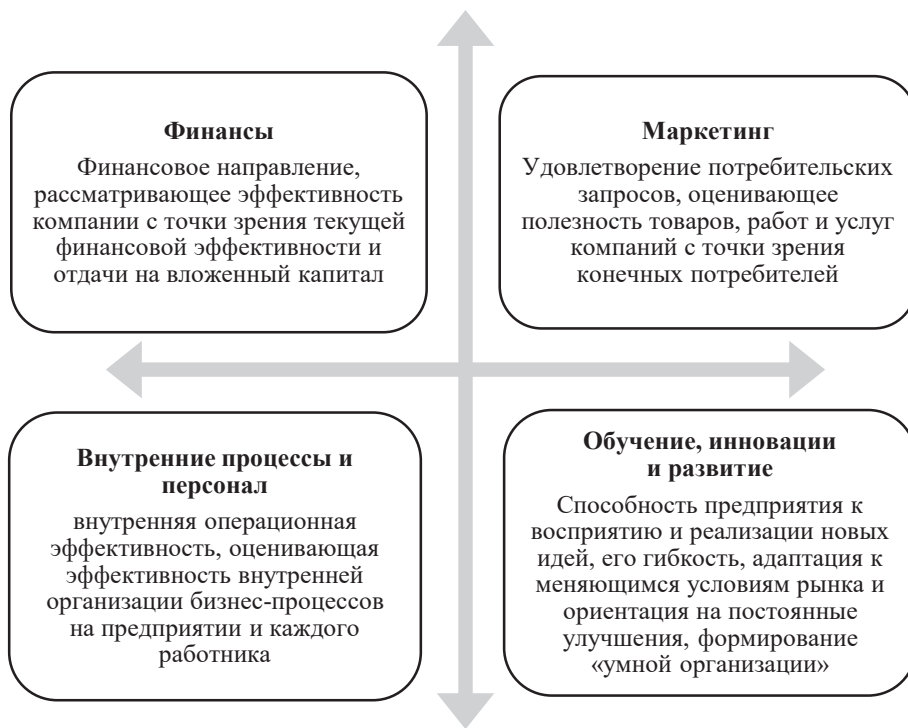 Финансы
Финансовое направление,
рассматривающее эффективность
компании с точки зрения текущей
финансовой эффективности и
отдачи на вложенный капитал
Маркетинг
Удовлетворение потребительских
запросов, оценивающее
полезность товаров, работ и услуг
компаний с точки зрения
конечных потребителей
Внутренние процессы и
персонал
внутренняя операционная
эффективность, оценивающая
эффективность внутренней
организации бизнес-процессов
на предприятии и каждого
работника
Обучение, инновации
и развитие
Способность предприятия к
восприятию и реализации новых
идей, его гибкость, адаптация к
меняющимся условиям рынка и
ориентация на постоянные
улучшения, формирование
«умной организации»